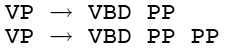 VP → VBD PP
VP → VBD PP PP